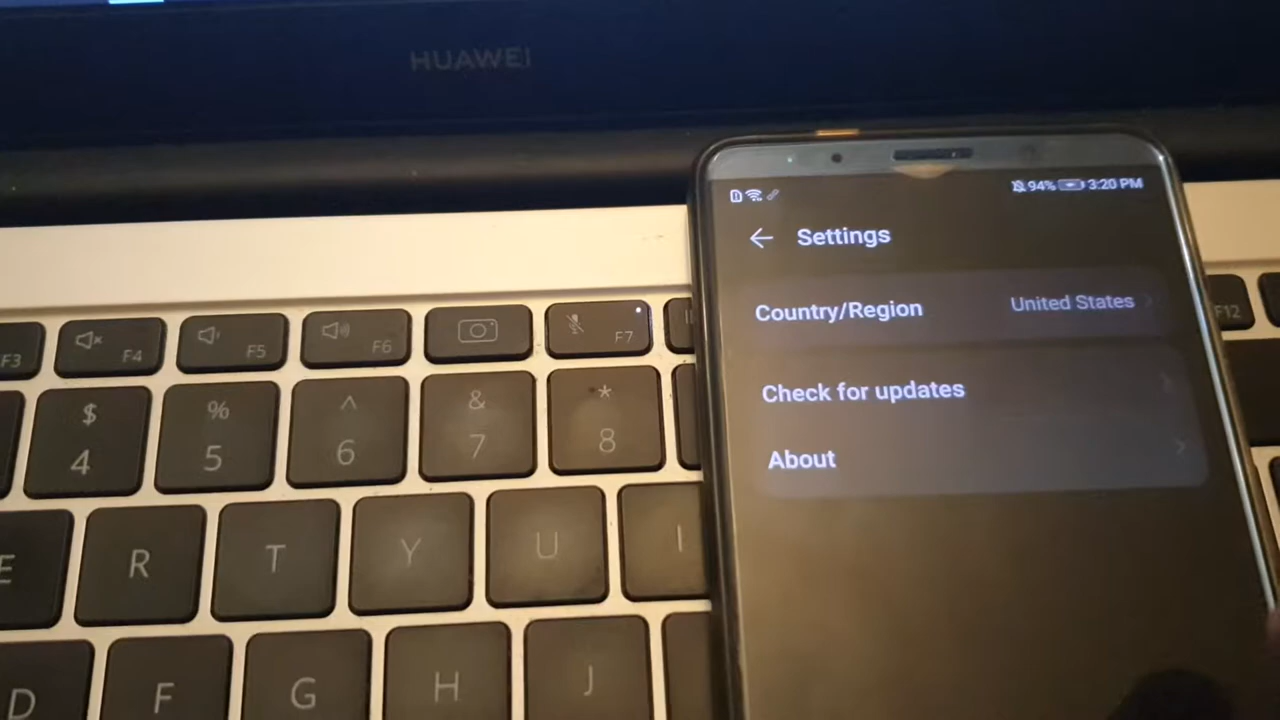 HUAWEI
94% 3:20 PM
Settings
Country/Region United States
Check for updates
About
F3 F4 F5 F6 F7 F12
$ % ^ & *
4 5 6 7 8
E R T Y U I
D F G H J